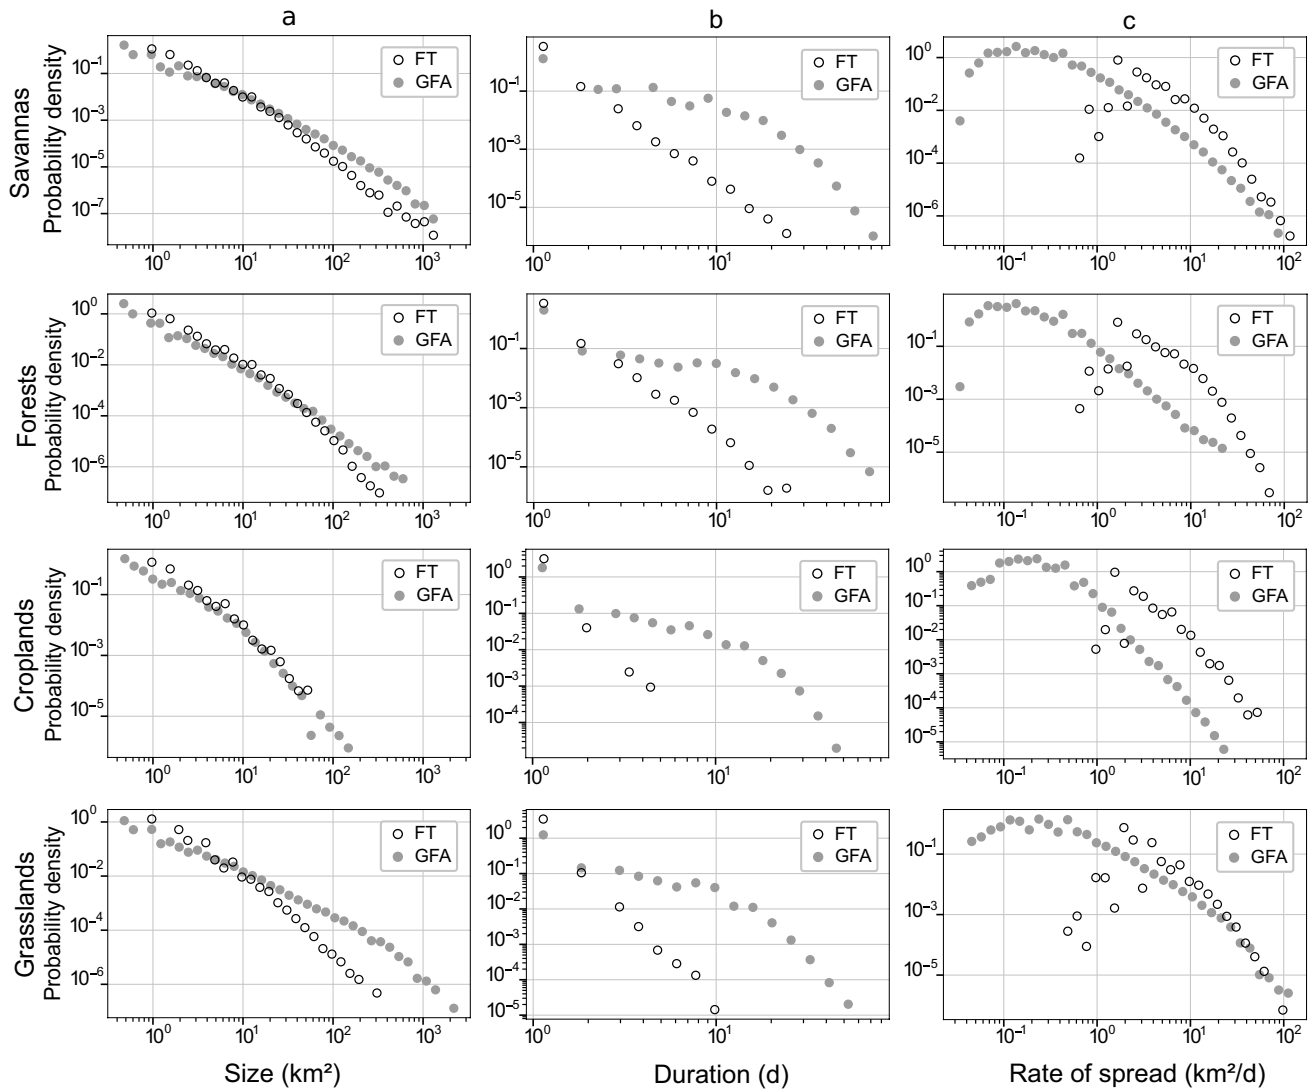 a
b
c
Savannas
Probability density
10⁻¹
10⁻³
10⁻⁵
10⁻⁷
10⁰
10¹
10²
10³
FT
GFA
10⁻¹
10⁻³
10⁻⁵
10⁰
10¹
FT
GFA
10⁰
10⁻²
10⁻⁴
10⁻⁶
10⁻¹
10⁰
10¹
10²
FT
GFA
Forests
Probability density
10⁰
10⁻²
10⁻⁴
10⁻⁶
10⁰
10¹
10²
10³
FT
GFA
10⁻¹
10⁻³
10⁻⁵
10⁰
10¹
FT
GFA
10⁻¹
10⁻³
10⁻⁵
10⁻¹
10⁰
10¹
10²
FT
GFA
Croplands
Probability density
10⁻¹
10⁻³
10⁻⁵
10⁰
10¹
10²
10³
FT
GFA
10⁰
10⁻¹
10⁻²
10⁻³
10⁻⁴
10⁰
10¹
FT
GFA
10⁰
10⁻¹
10⁻²
10⁻³
10⁻⁴
10⁻⁵
10⁻¹
10⁰
10¹
10²
FT
GFA
Grasslands
Probability density
10⁰
10⁻²
10⁻⁴
10⁻⁶
10⁰
10¹
10²
10³
FT
GFA
10⁰
10⁻¹
10⁻²
10⁻³
10⁻⁴
10⁻⁵
10⁰
10¹
FT
GFA
10⁻¹
10⁻³
10⁻⁵
10⁻¹
10⁰
10¹
10²
FT
GFA
Size (km²)
Duration (d)
Rate of spread (km²/d)